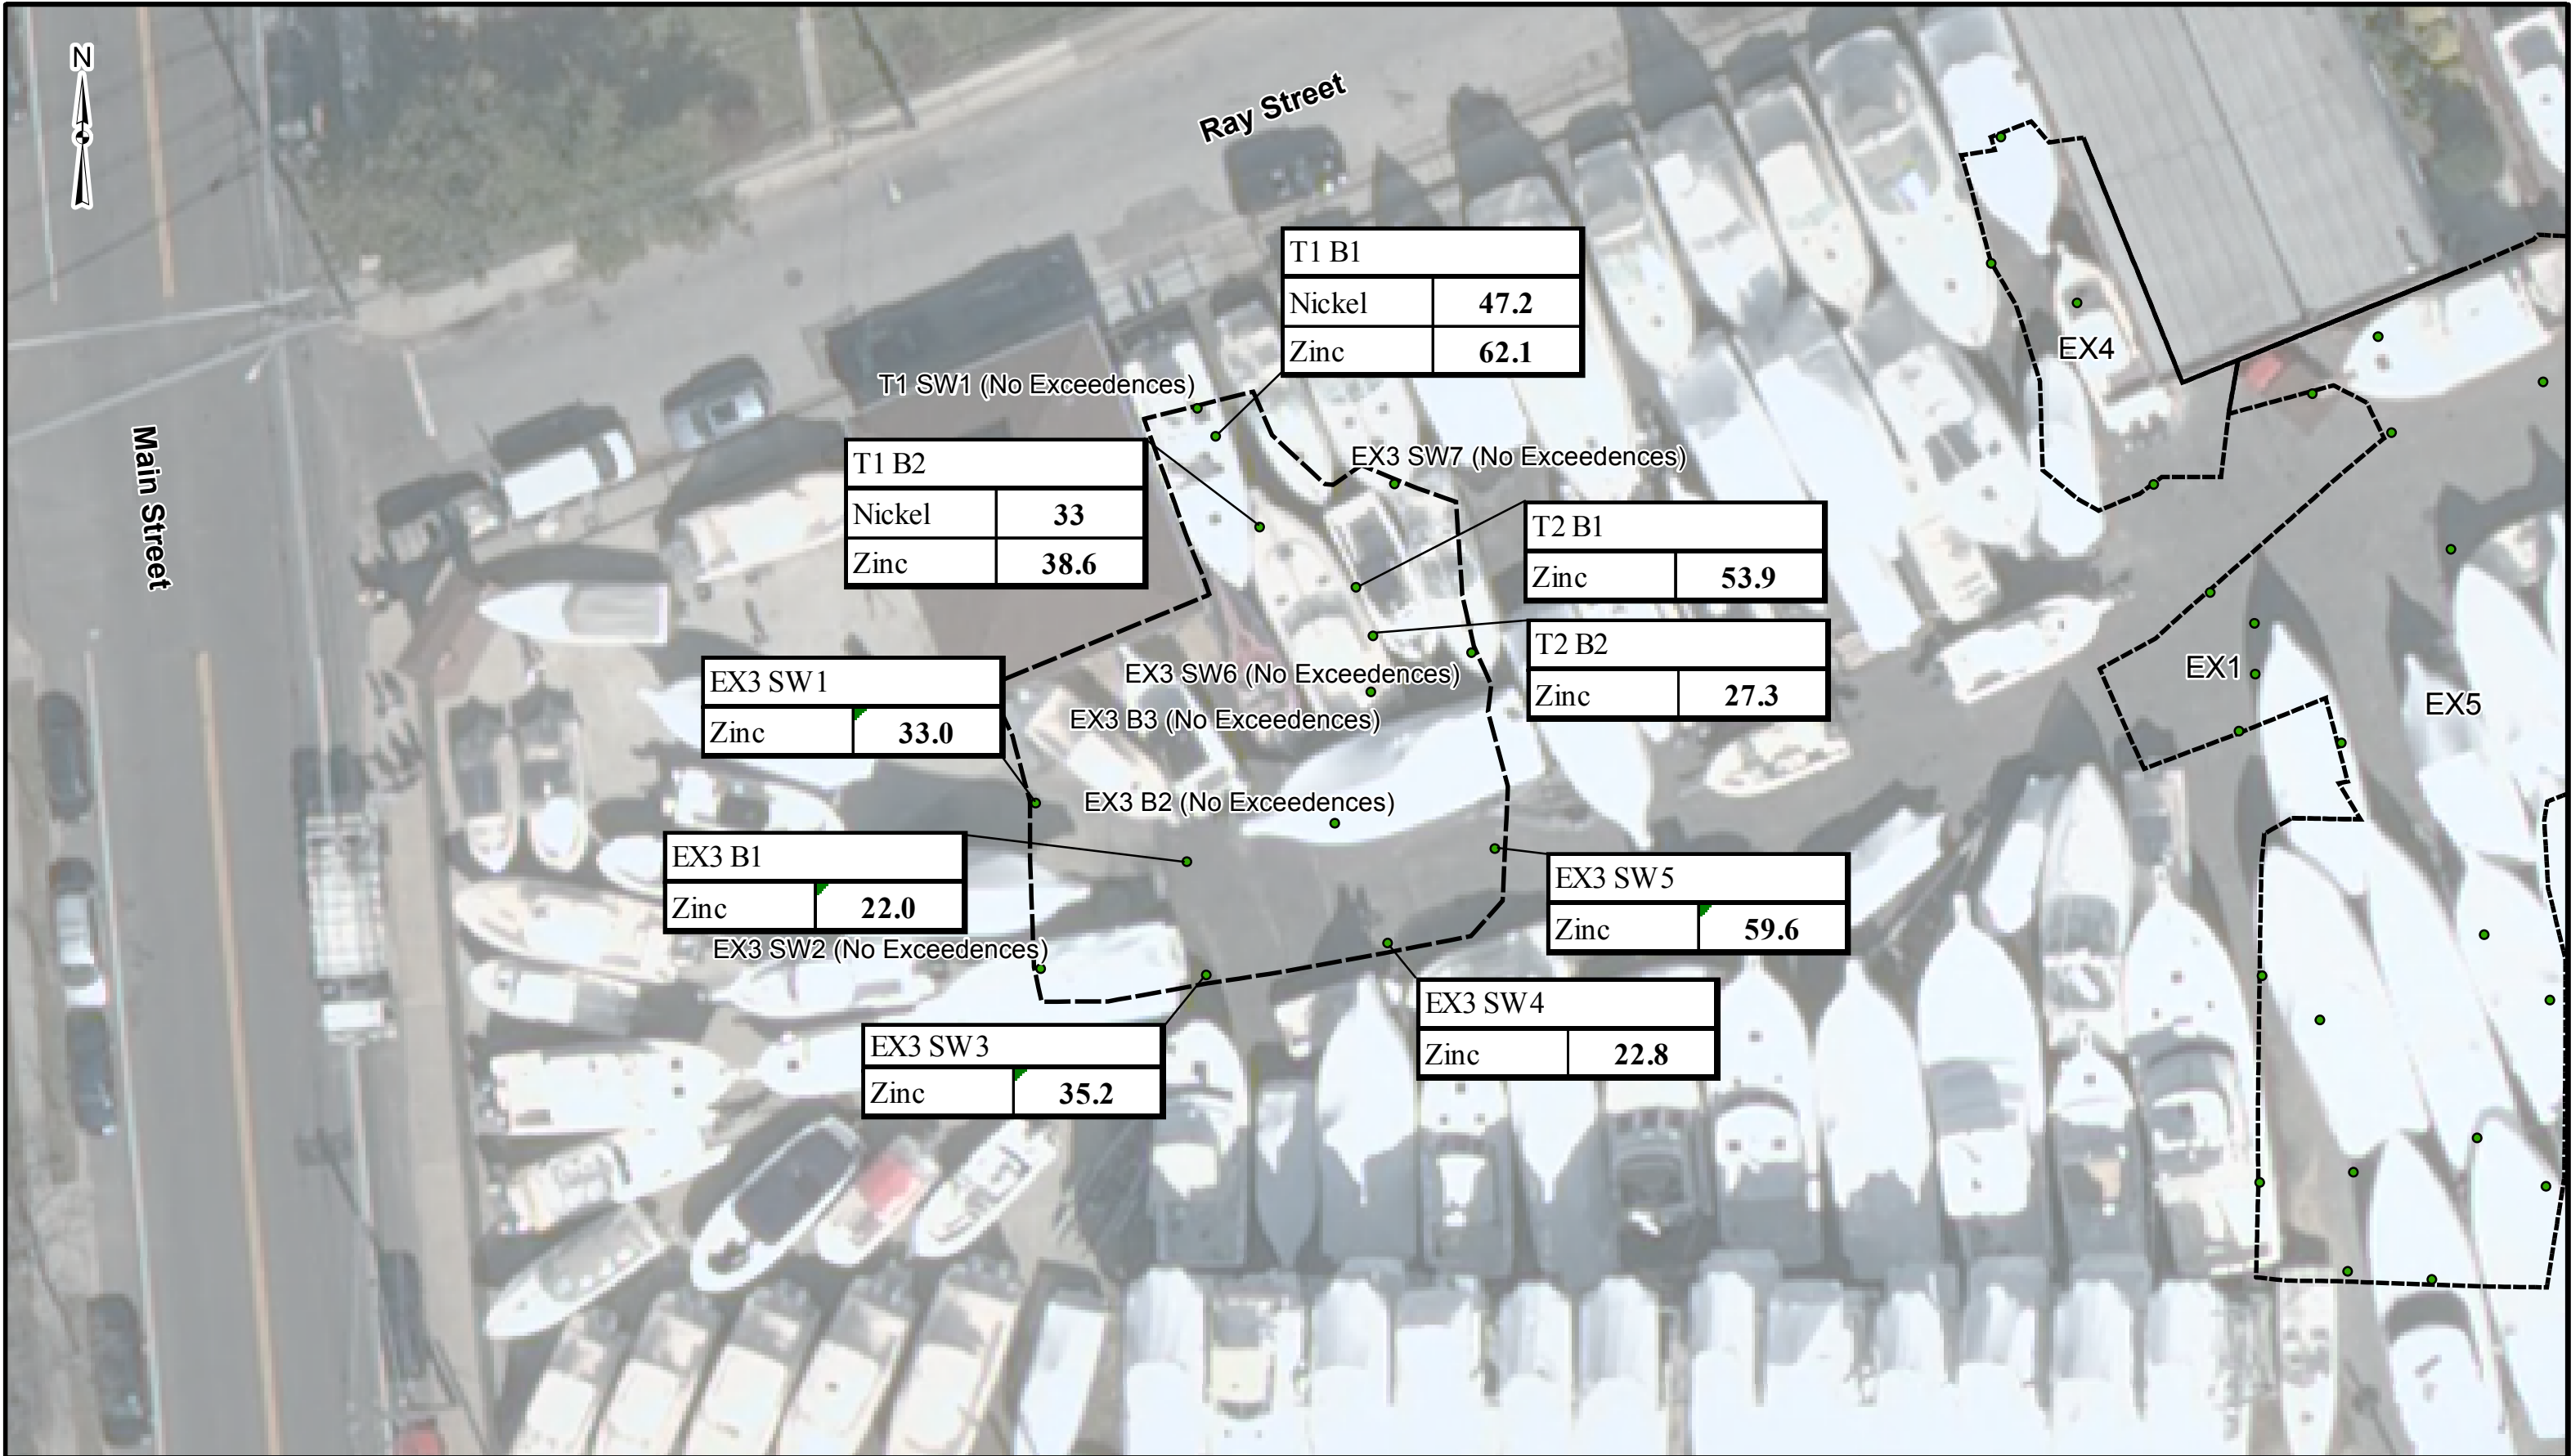 N
Ray Street
Main Street
T1 B1
Nickel 47.2
Zinc 62.1
EX4
T1 SW1 (No Exceedences)
T1 B2
Nickel 33
Zinc 38.6
EX3 SW7 (No Exceedences)
T2 B1
Zinc 53.9
T2 B2
Zinc 27.3
EX3 SW1
Zinc 33.0
EX3 SW6 (No Exceedences)
EX3 B3 (No Exceedences)
EX1
EX5
EX3 B2 (No Exceedences)
EX3 B1
Zinc 22.0
EX3 SW2 (No Exceedences)
EX3 SW5
Zinc 59.6
EX3 SW4
Zinc 22.8
EX3 SW3
Zinc 35.2